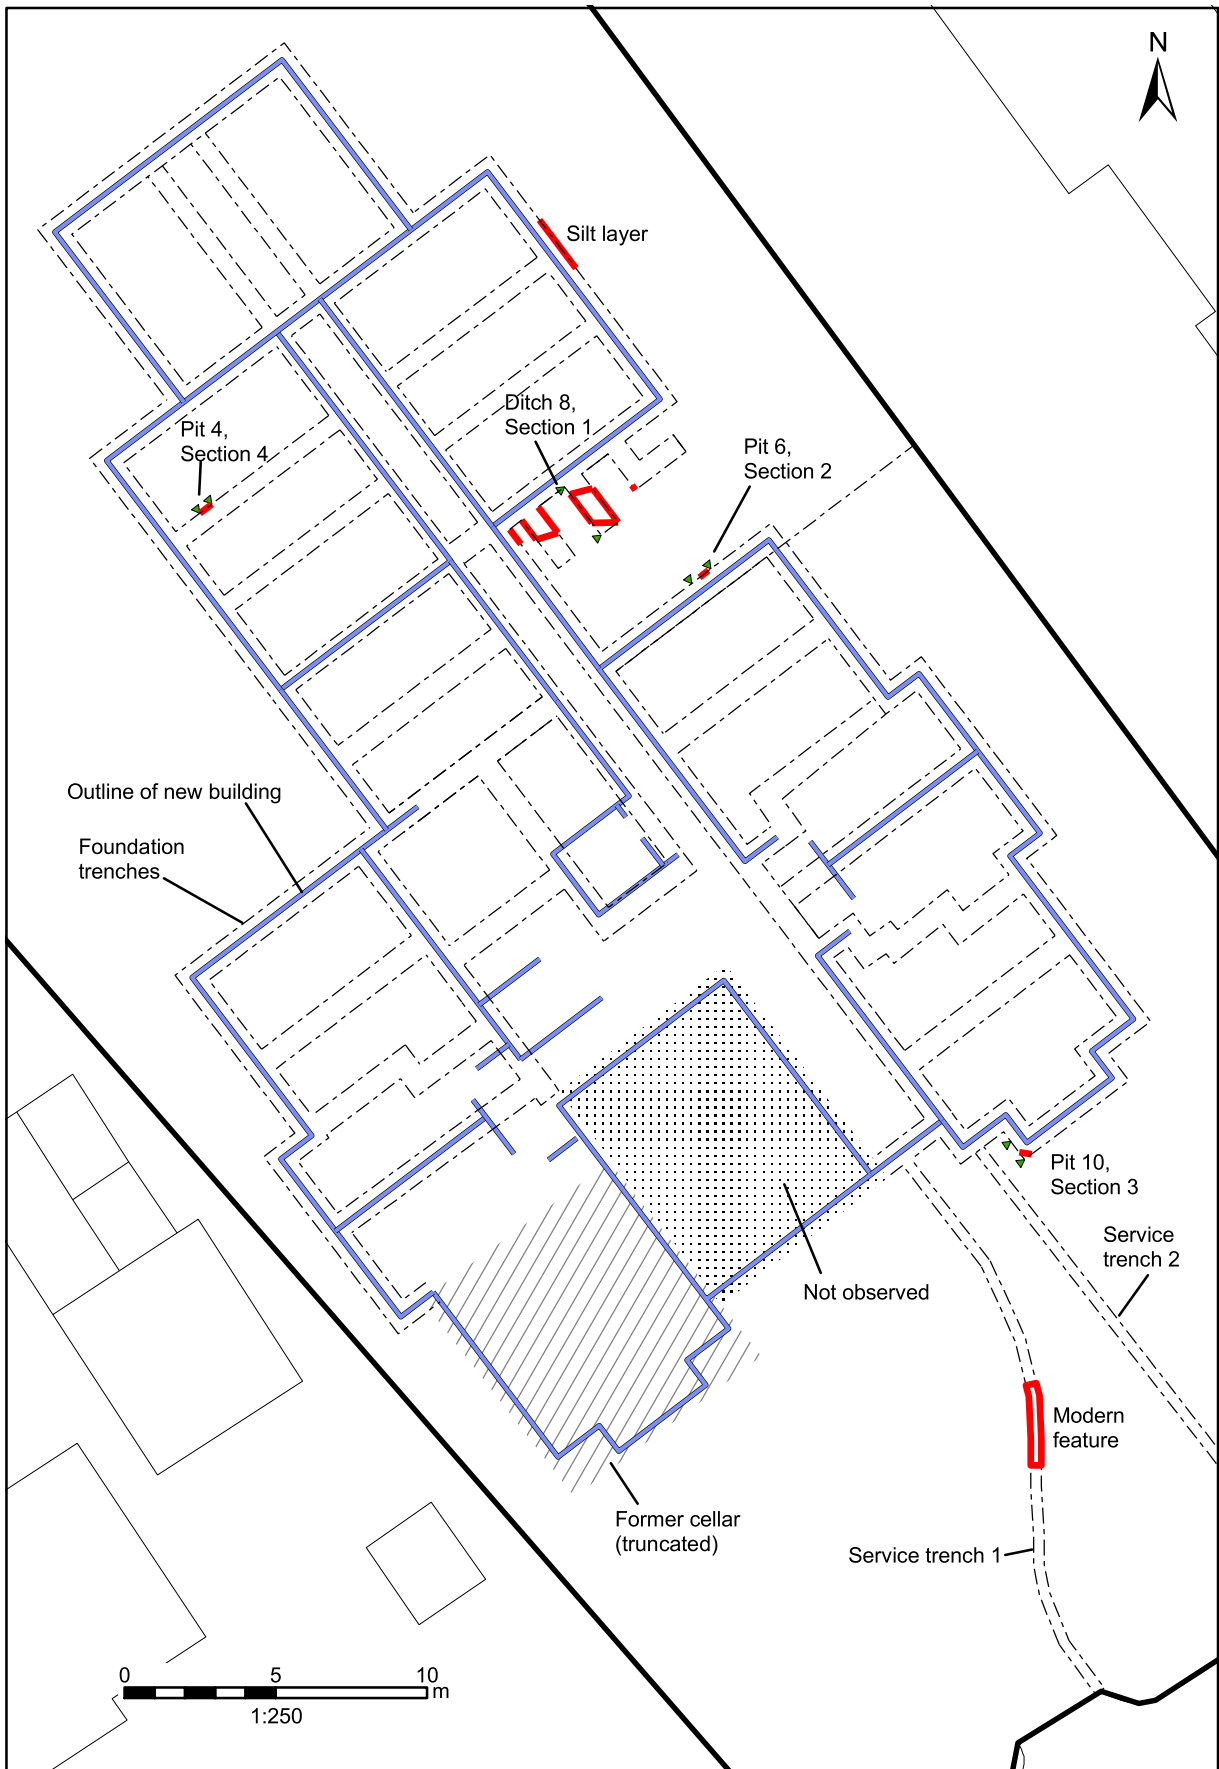 N
Silt layer
Ditch 8,
Section 1
Pit 4,
Section 4
Pit 6,
Section 2
Outline of new building
Foundation
trenches
Pit 10,
Section 3
Service
trench 2
Not observed
Modern
feature
Former cellar
(truncated)
Service trench 1
0 5 10
m
1:250